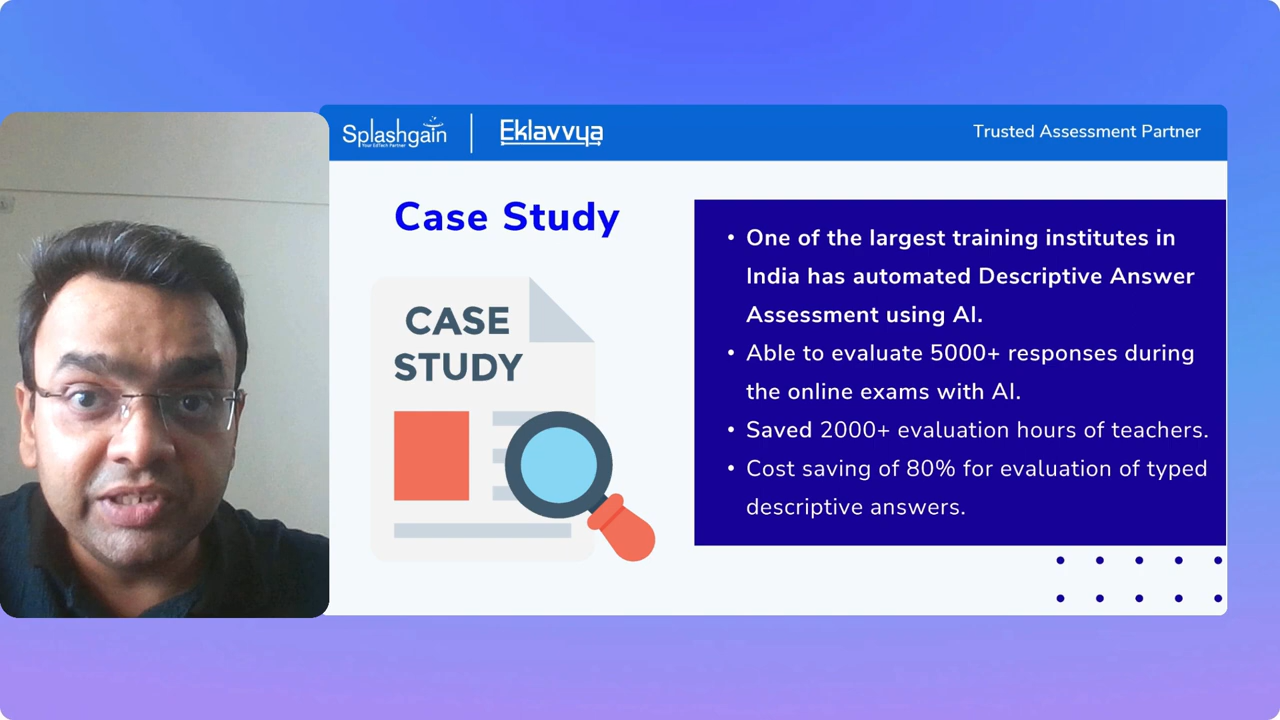 Splashgain
Your EdTech Partner
Eklavvya
Trusted Assessment Partner
Case Study
CASE
STUDY
• One of the largest training institutes in
India has automated Descriptive Answer
Assessment using AI.
• Able to evaluate 5000+ responses during
the online exams with AI.
• Saved 2000+ evaluation hours of teachers.
• Cost saving of 80% for evaluation of typed
descriptive answers.